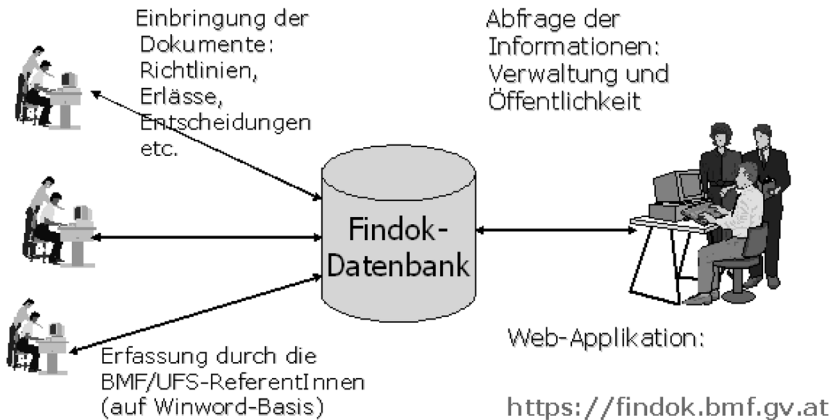 Einbringung der
Dokumente:
Richtlinien,
Erlässe,
Entscheidungen
etc.
Abfrage der
Informationen:
Verwaltung und
Öffentlichkeit
Findok-
Datenbank
Erfassung durch die
BMF/UFS-ReferentInnen
(auf Winword-Basis)
Web-Applikation:
https://findok.bmf.gv.at